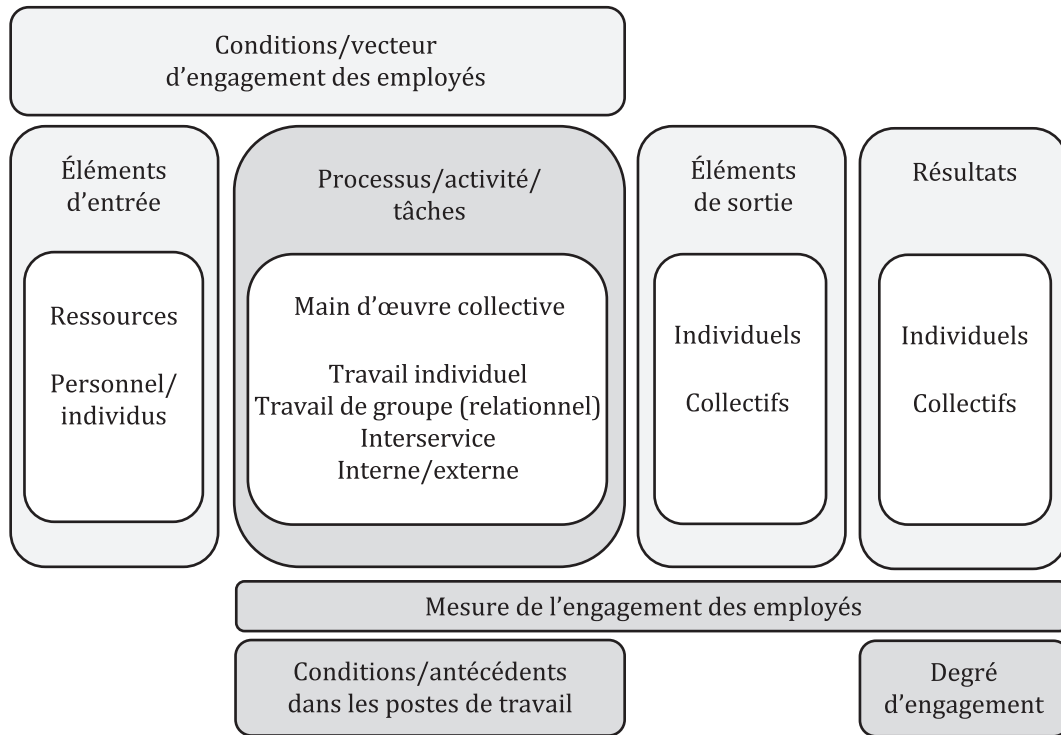 Conditions/vecteur
d’engagement des employés
Éléments
d’entrée
Ressources
Personnel/
individus
Processus/activité/
tâches
Main d’œuvre collective
Travail individuel
Travail de groupe (relationnel)
Interservice
Interne/externe
Éléments
de sortie
Individuels
Collectifs
Résultats
Individuels
Collectifs
Mesure de l’engagement des employés
Conditions/antécédents
dans les postes de travail
Degré
d’engagement